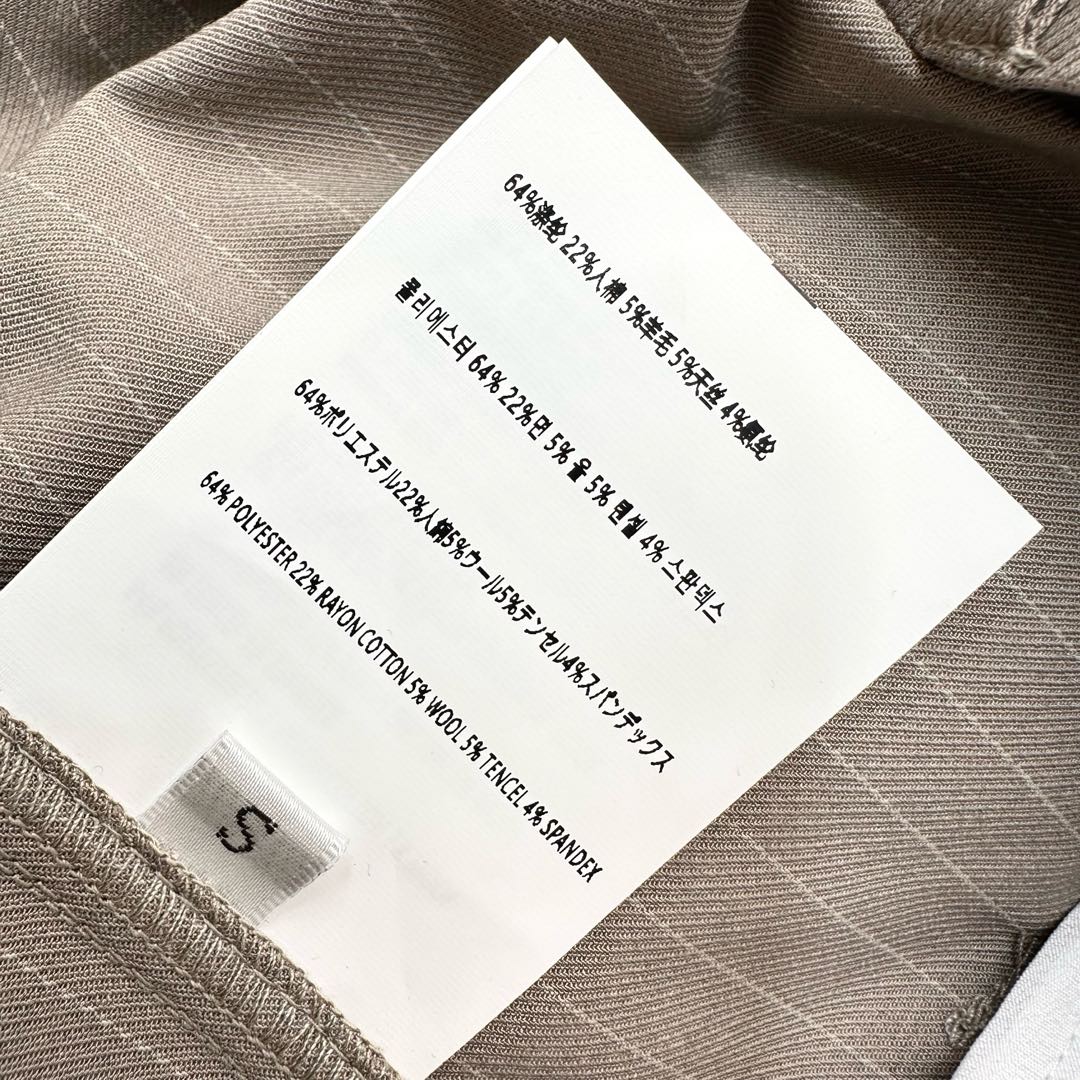 64%涤纶 22%人棉 5%羊毛 5%天丝 4%氨纶
폴리에스터 64% 22%면 5% 울 5% 텐셀 4% 스판덱스
64%ポリエステル22%人綿5%ウール5%テンセル4%スパンデックス
64% POLYESTER 22% RAYON COTTON 5% WOOL 5% TENCEL 4% SPANDEX
S